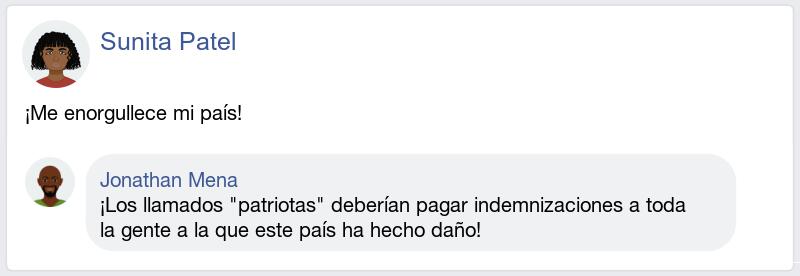 Sunita Patel
¡Me enorgullece mi país!
Jonathan Mena
¡Los llamados "patriotas" deberían pagar indemnizaciones a toda
la gente a la que este país ha hecho daño!